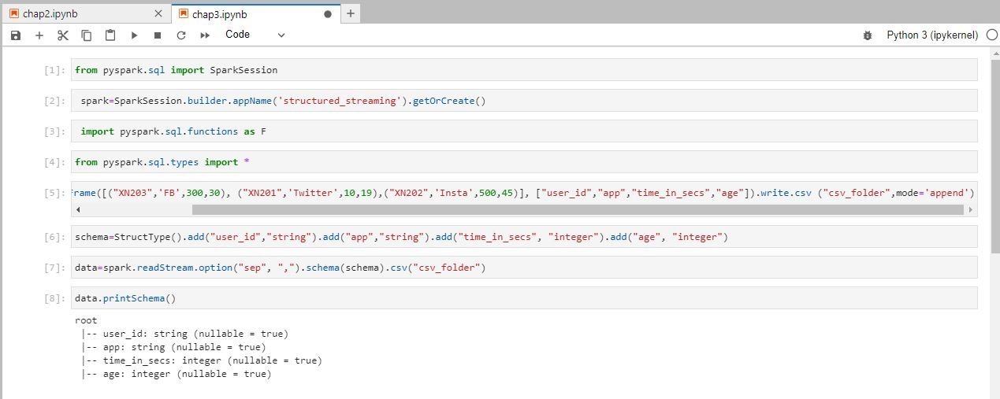 chap2.ipynb
chap3.ipynb
Code
Python 3 (ipykernel)
[1]: from pyspark.sql import SparkSession
[2]: spark=SparkSession.builder.appName('structured_streaming').getOrCreate()
[3]: import pyspark.sql.functions as F
[4]: from pyspark.sql.types import *
[5]: rame([("XN203",'FB',300,30), ("XN201",'Twitter',10,19),("XN202",'Insta',500,45)], ["user_id","app","time_in_secs","age"]).write.csv ("csv_folder",mode='append')
[6]: schema=StructType().add("user_id","string").add("app","string").add("time_in_secs", "integer").add("age", "integer")
[7]: data=spark.readStream.option("sep", ",").schema(schema).csv("csv_folder")
[8]: data.printSchema()
root
|-- user_id: string (nullable = true)
|-- app: string (nullable = true)
|-- time_in_secs: integer (nullable = true)
|-- age: integer (nullable = true)